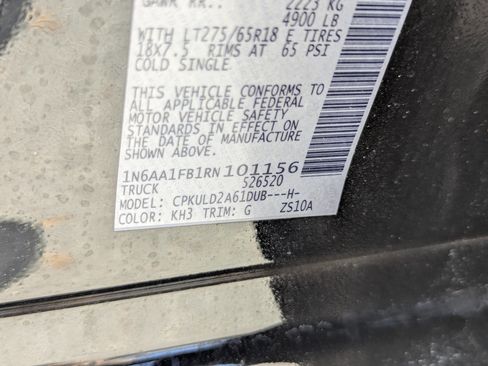 GAWR RR. 2223 KG
4900 LB
WITH LT275/65R18 E TIRES
18X7.5 RIMS AT 65 PSI
COLD SINGLE
THIS VEHICLE CONFORMS TO
ALL APPLICABLE FEDERAL
MOTOR VEHICLE SAFETY
STANDARDS IN EFFECT ON
THE DATE OF MANUFACTURE
SHOWN ABOVE.
1N6AA1FB1RN101156
TRUCK 526520
MODEL: CPKULD2A61DUB---H-
COLOR: KH3 TRIM: G ZS10A